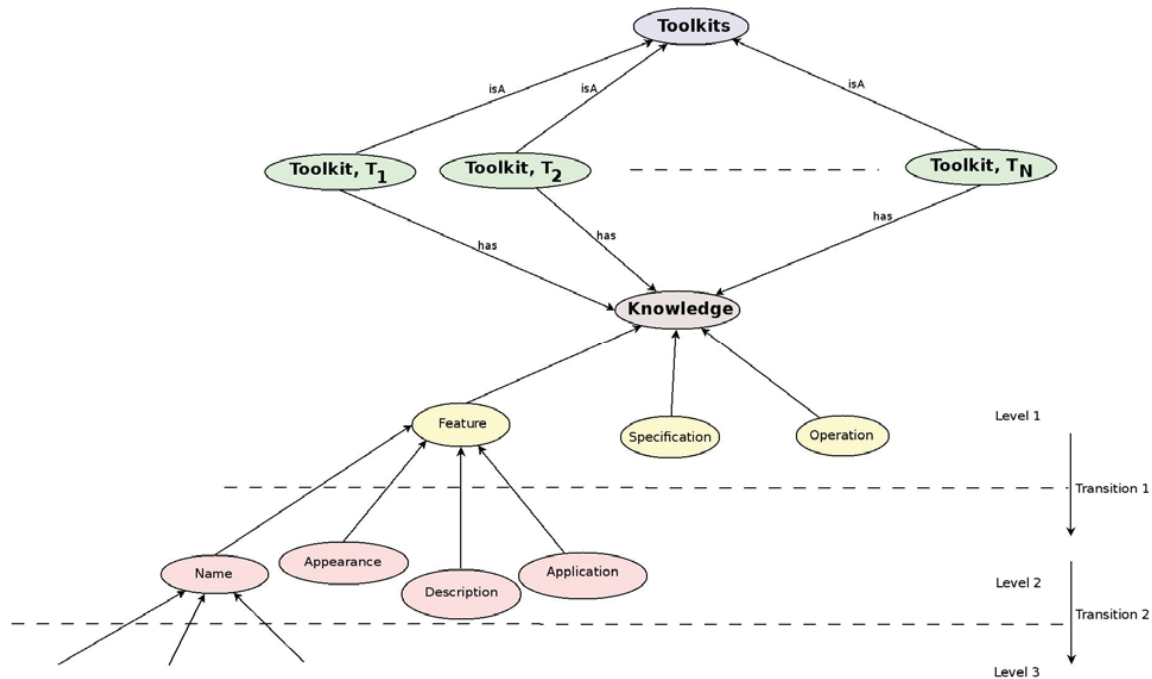 Toolkits
isA
isA
isA
Toolkit, T1
Toolkit, T2
Toolkit, TN
has
has
has
Knowledge
Feature
Specification
Operation
Level 1
Transition 1
Name
Appearance
Description
Application
Level 2
Transition 2
Level 3